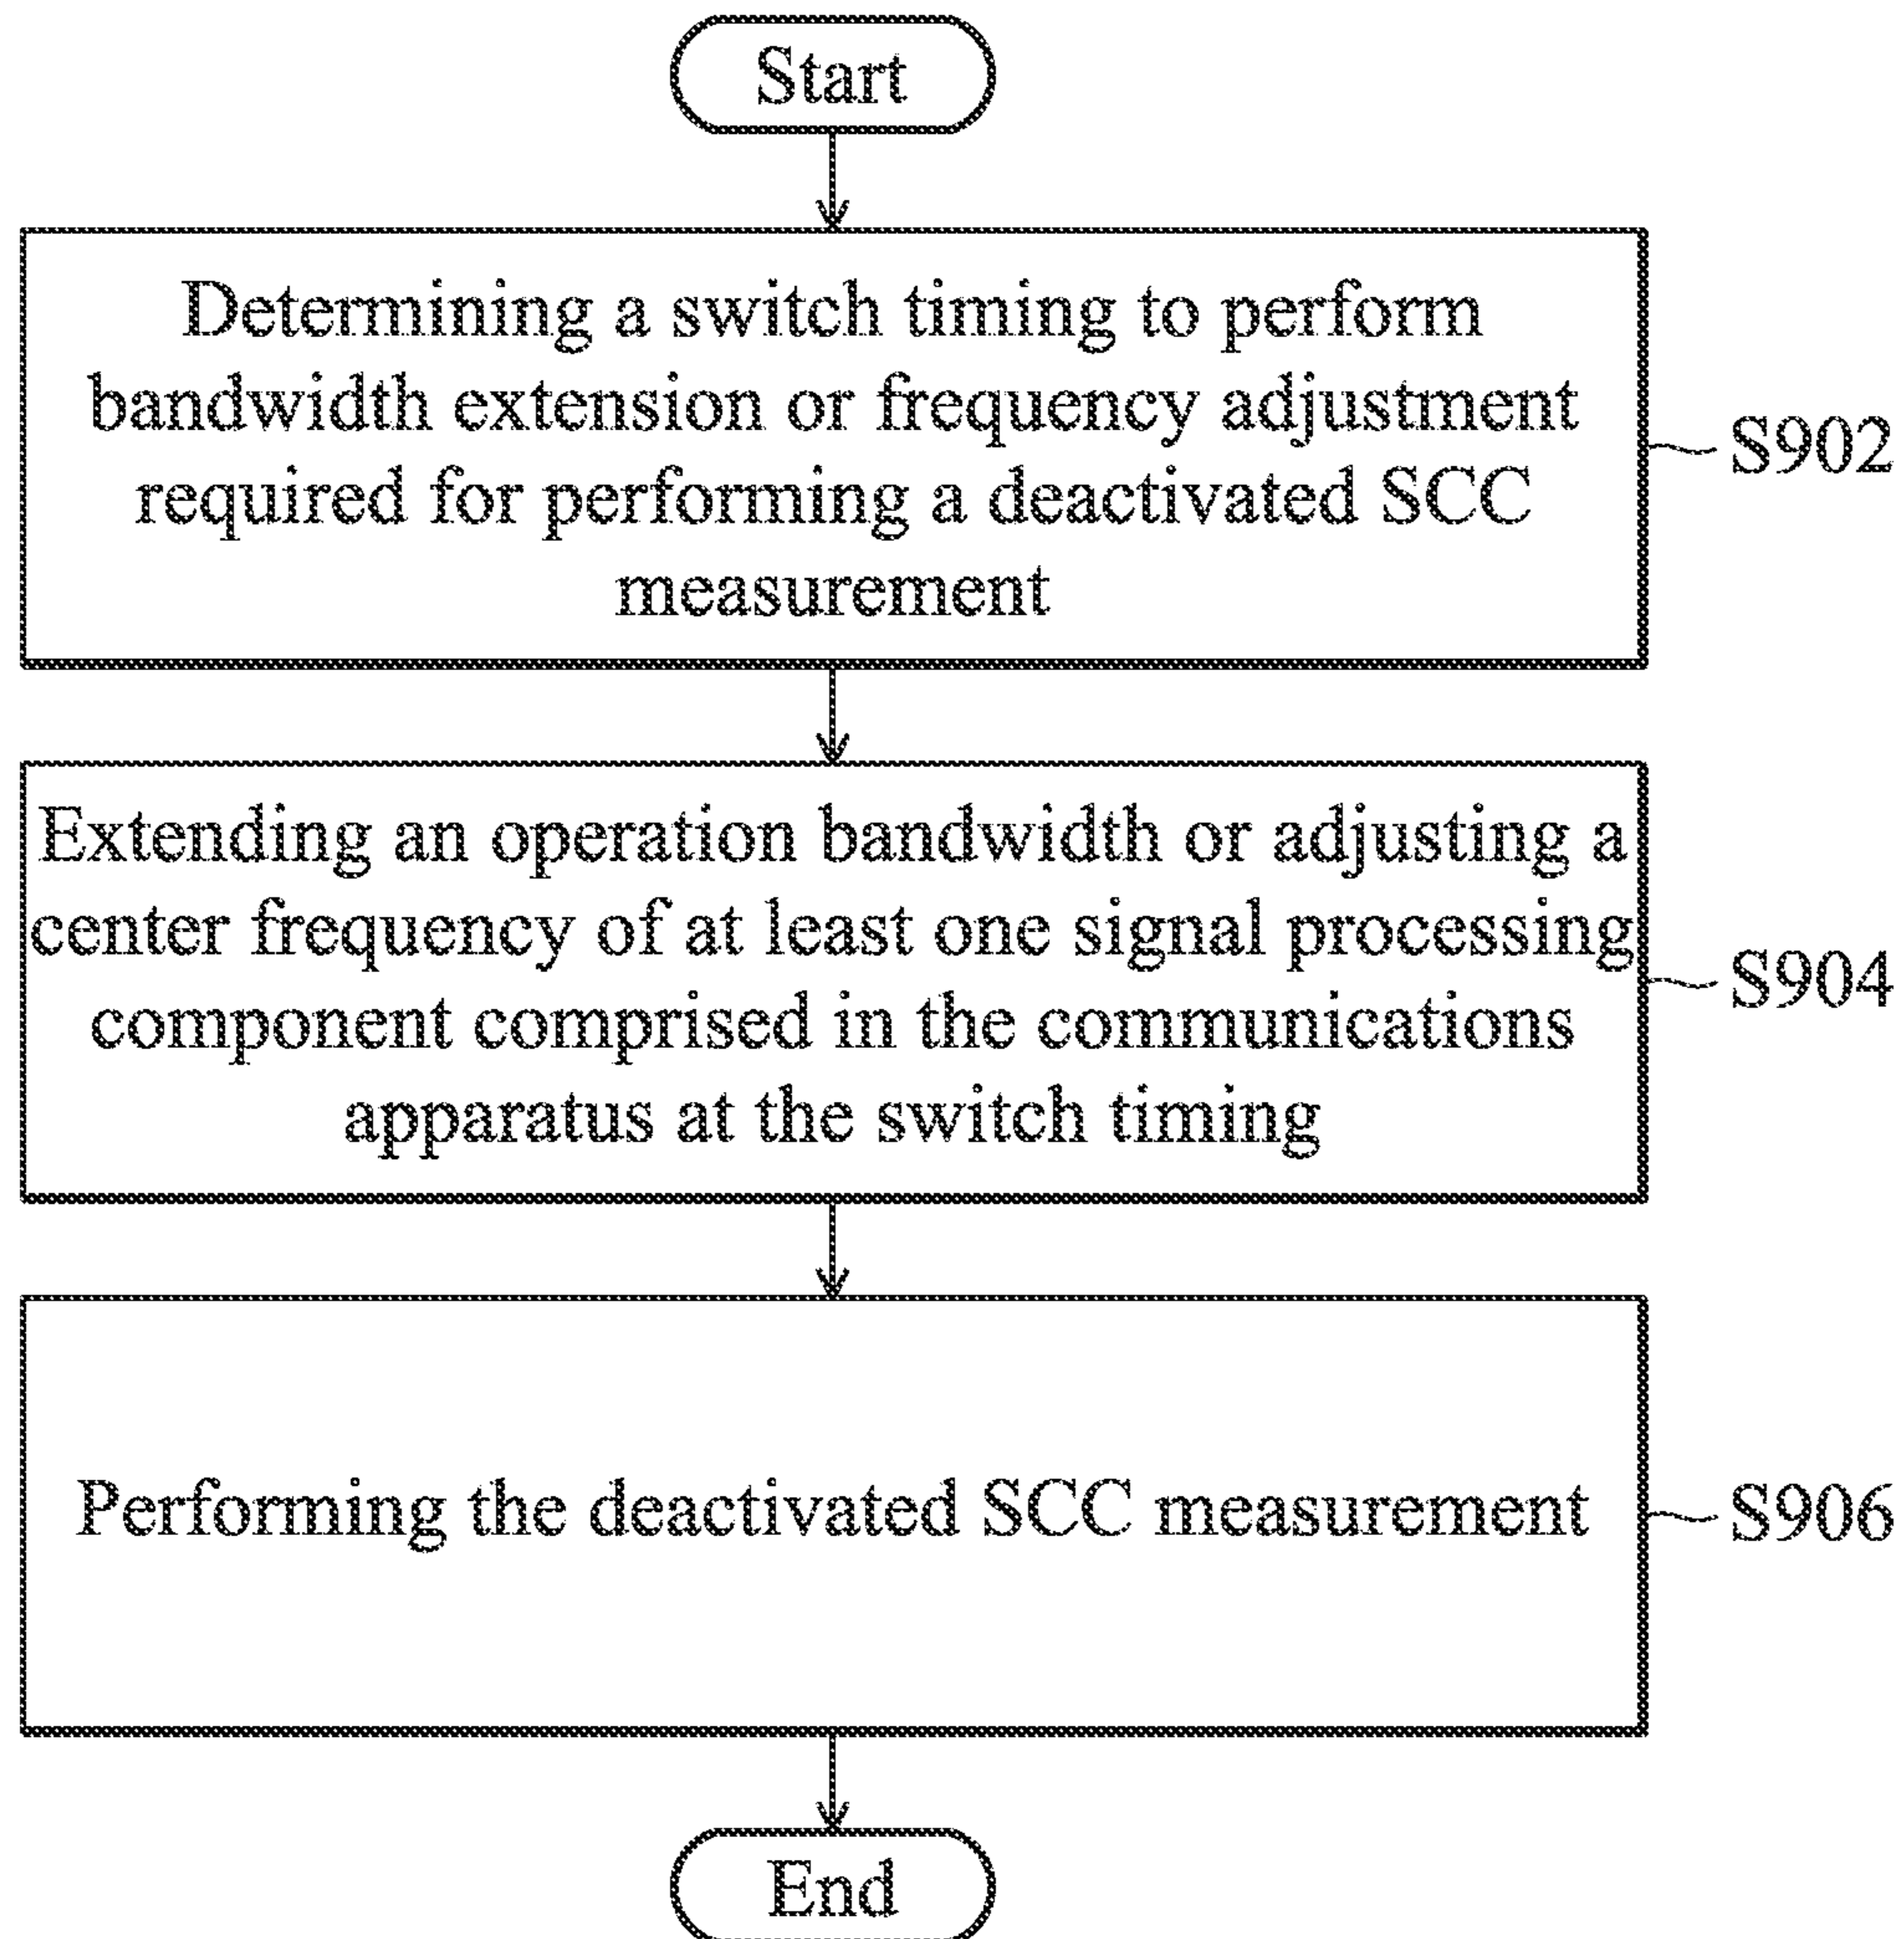 Start
Determining a switch timing to perform
bandwidth extension or frequency adjustment
required for performing a deactivated SCC
measurement
S902
Extending an operation bandwidth or adjusting a
center frequency of at least one signal processing
component comprised in the communications
apparatus at the switch timing
S904
Performing the deactivated SCC measurement
S906
End